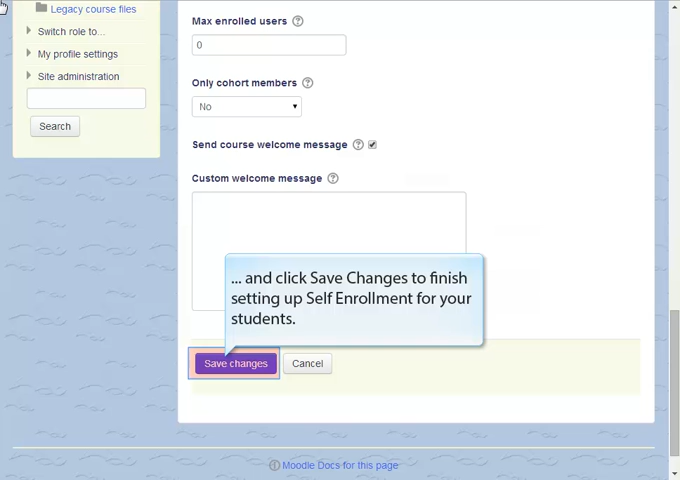 Legacy course files
Switch role to...
My profile settings
Site administration
Search
Max enrolled users
0
Only cohort members
No
Send course welcome message
Custom welcome message
... and click Save Changes to finish
setting up Self Enrollment for your
students.
Save changes
Cancel
Moodle Docs for this page